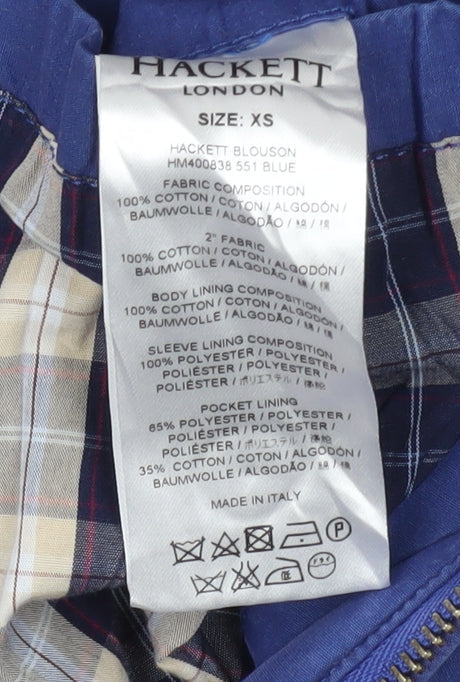 HACKETT
LONDON
SIZE: XS
HACKETT BLOUSON
HM400838 551 BLUE
FABRIC COMPOSITION
100% COTTON / COTON / ALGODÓN /
BAUMWOLLE / ALGODÃO / 綿 / 棉
2" FABRIC
100% COTTON / COTON / ALGODÓN /
BAUMWOLLE / ALGODÃO / 綿 / 棉
BODY LINING COMPOSITION
100% COTTON / COTON / ALGODÓN /
BAUMWOLLE / ALGODÃO / 綿 / 棉
SLEEVE LINING COMPOSITION
100% POLYESTER / POLYESTER /
POLIÉSTER / POLYESTER /
POLIÉSTER / ポリエステル /
POCKET LINING
65% POLYESTER / POLYESTER /
POLIÉSTER / POLYESTER /
POLIÉSTER / ポリエステル /
35% COTTON / COTON / ALGODÓN /
BAUMWOLLE / ALGODÃO / 綿 / 棉
MADE IN ITALY
P